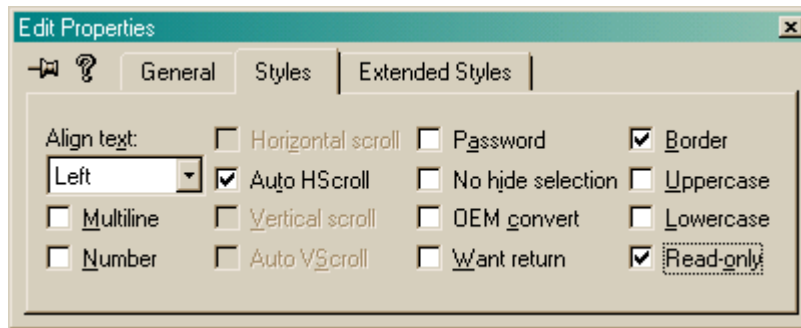 Edit Properties
General Styles Extended Styles
Align text: Horizontal scroll Password Border
Left Auto HScroll No hide selection Uppercase
Multiline Vertical scroll OEM convert Lowercase
Number Auto VScroll Want return Read-only